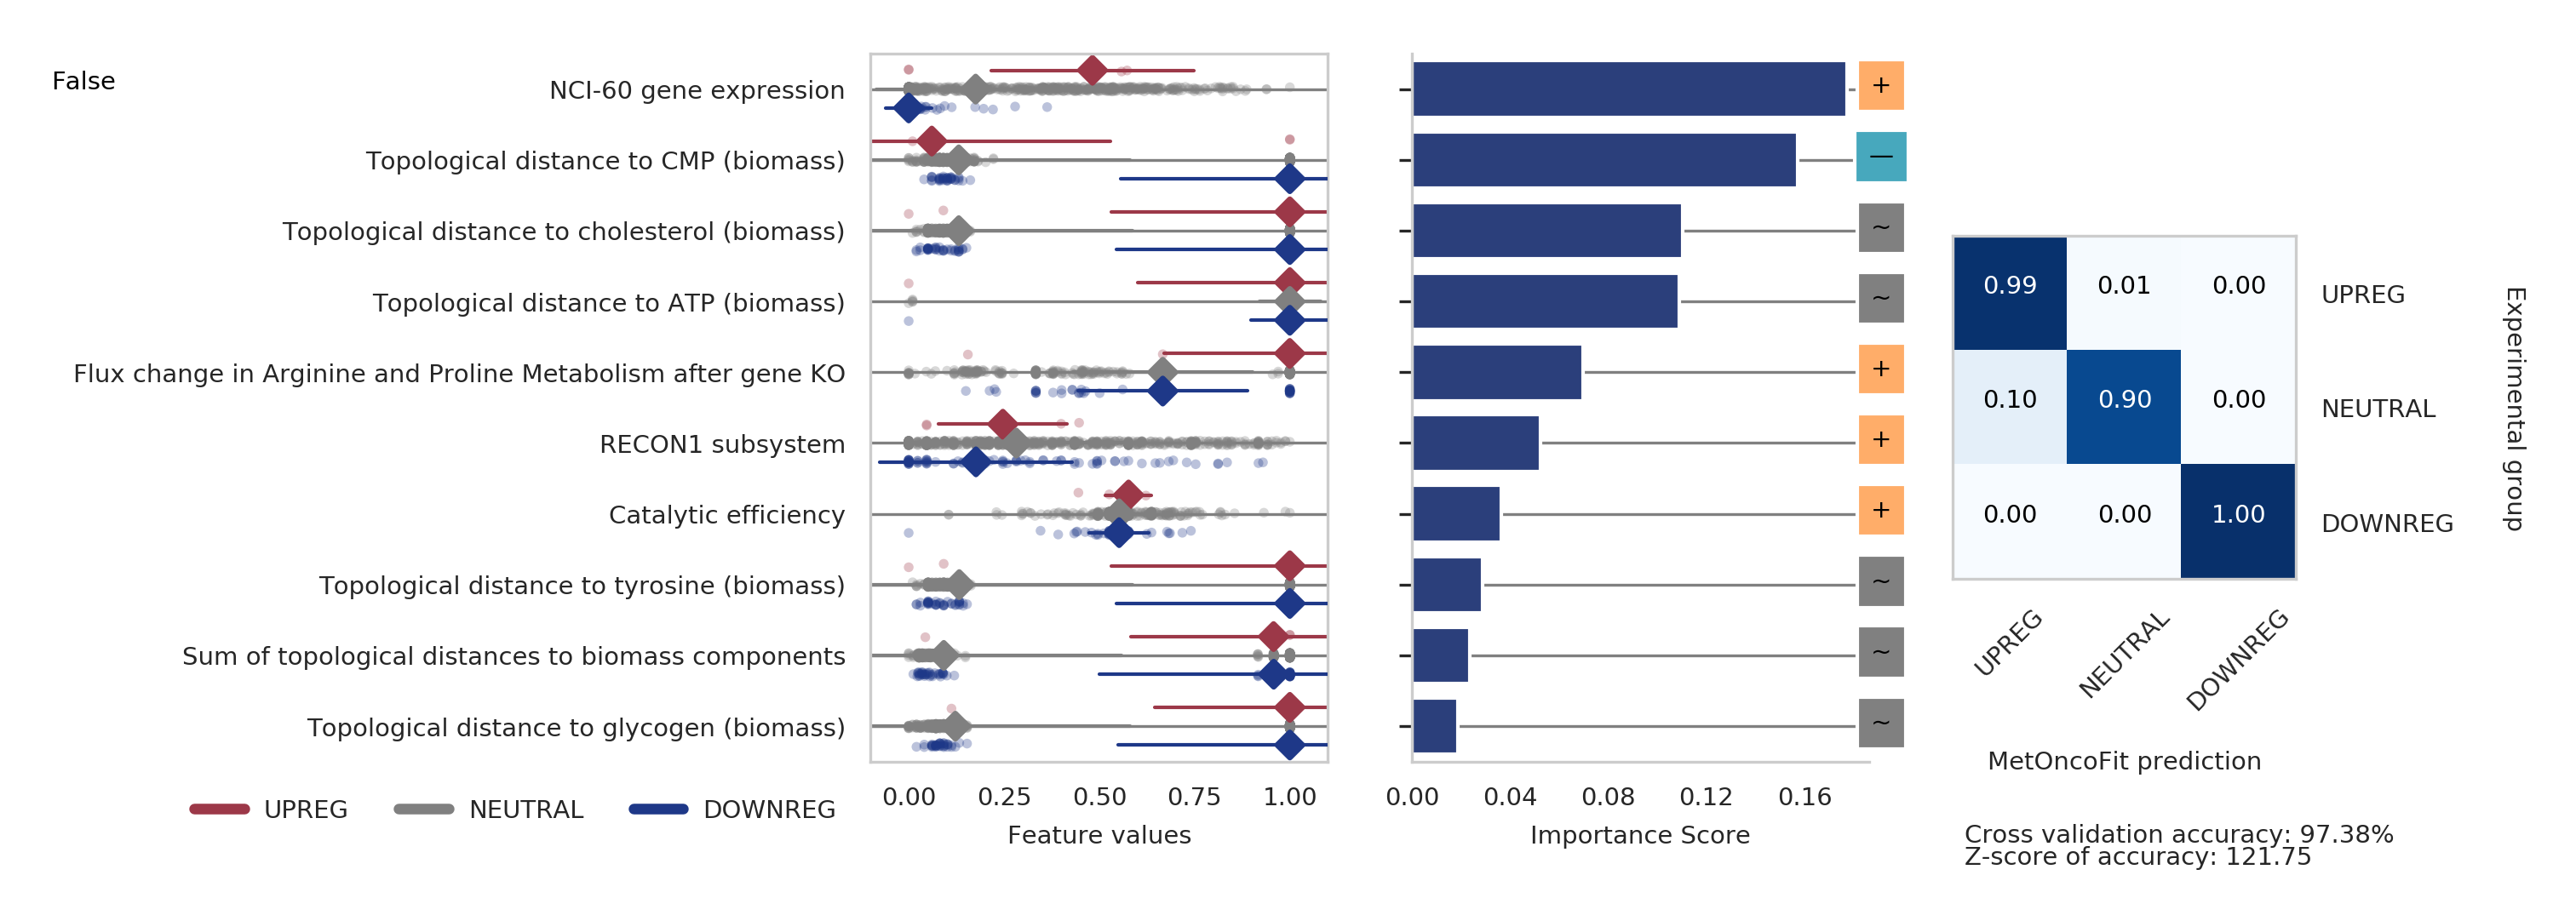 False
NCI-60 gene expression
Topological distance to CMP (biomass)
Topological distance to cholesterol (biomass)
Topological distance to ATP (biomass)
Flux change in Arginine and Proline Metabolism after gene KO
RECON1 subsystem
Catalytic efficiency
Topological distance to tyrosine (biomass)
Sum of topological distances to biomass components
Topological distance to glycogen (biomass)
UPREG NEUTRAL DOWNREG
0.00 0.25 0.50 0.75 1.00
Feature values
+
—
~
~
+
+
+
~
~
~
0.00 0.04 0.08 0.12 0.16
Importance Score
0.99 0.01 0.00 UPREG
0.10 0.90 0.00 NEUTRAL
0.00 0.00 1.00 DOWNREG
Experimental group
UPREG NEUTRAL DOWNREG
MetOncoFit prediction
Cross validation accuracy: 97.38%
Z-score of accuracy: 121.75